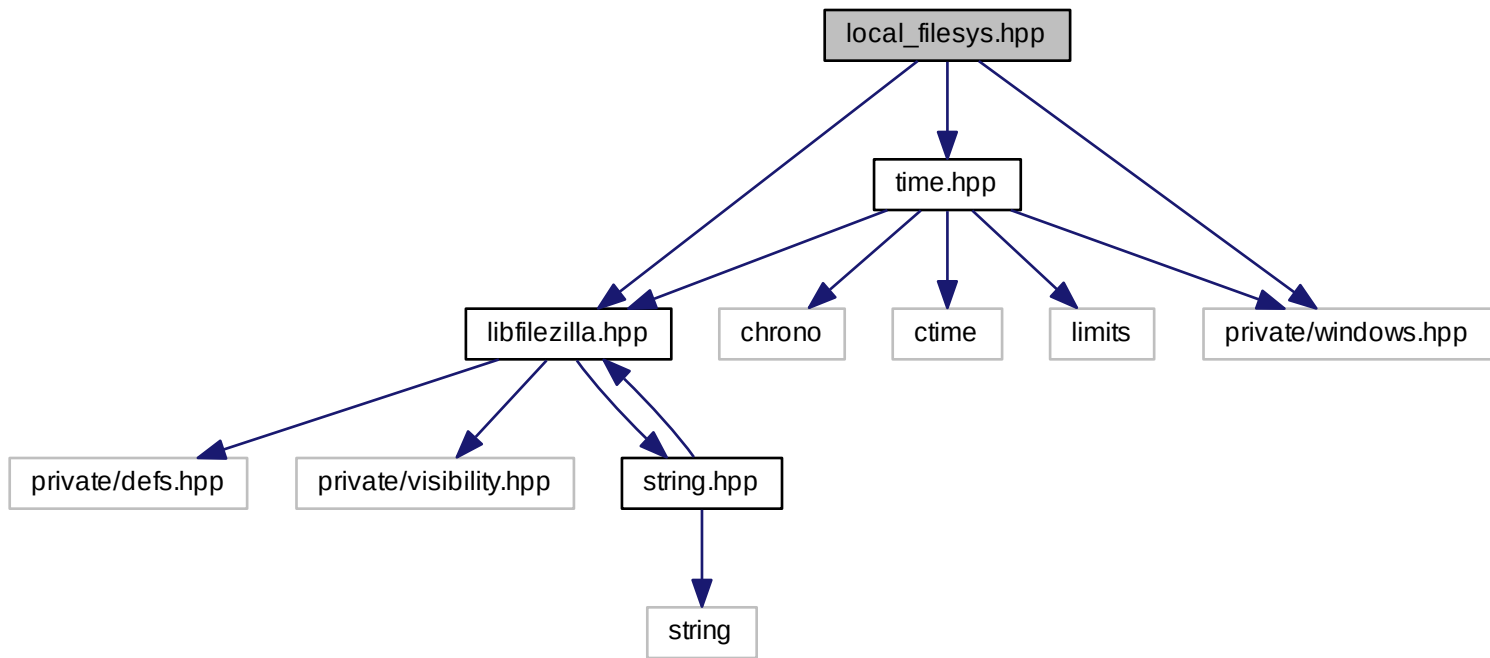 local_filesys.hpp
time.hpp
libfilezilla.hpp
chrono
ctime
limits
private/windows.hpp
private/defs.hpp
private/visibility.hpp
string.hpp
string